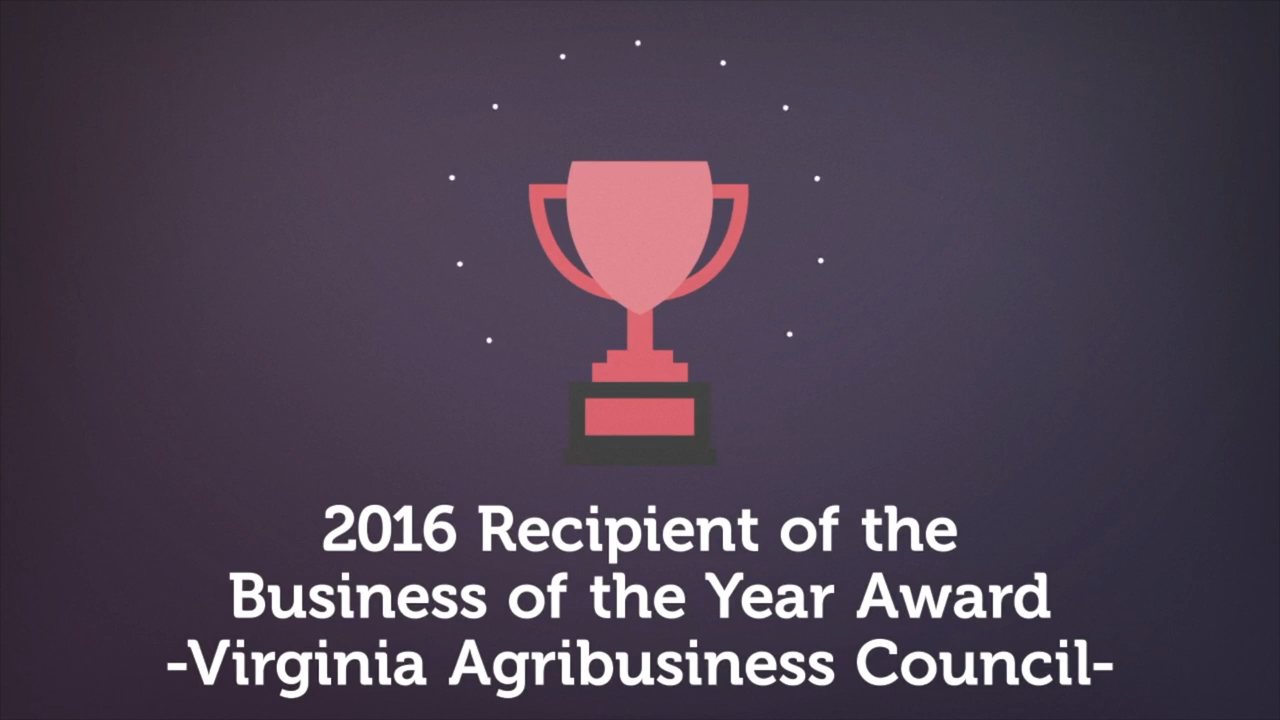 2016 Recipient of the
Business of the Year Award
-Virginia Agribusiness Council-